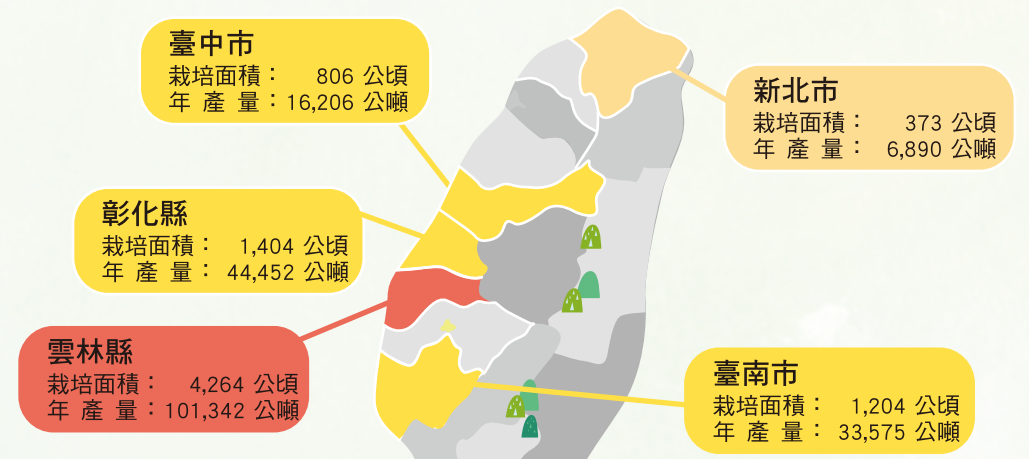 臺中市
栽培面積： 806 公頃
年 產 量：16,206 公噸
新北市
栽培面積： 373 公頃
年 產 量： 6,890 公噸
彰化縣
栽培面積： 1,404 公頃
年 產 量： 44,452 公噸
雲林縣
栽培面積： 4,264 公頃
年 產 量：101,342 公噸
臺南市
栽培面積： 1,204 公頃
年 產 量： 33,575 公噸